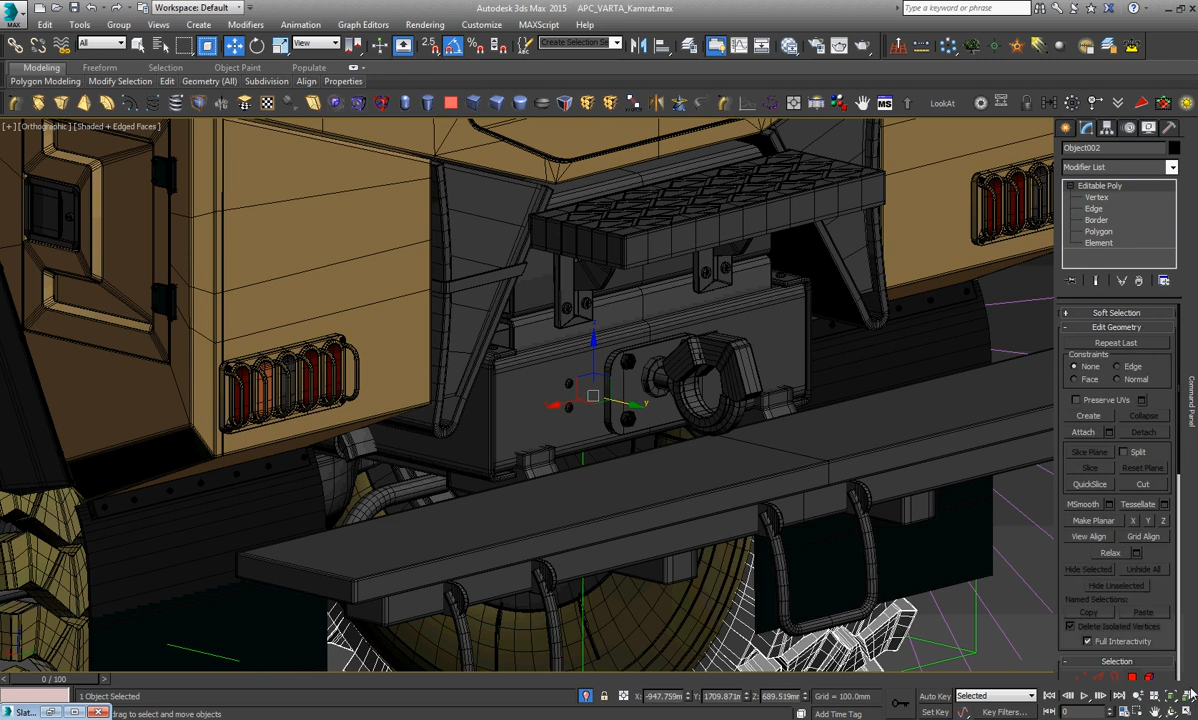 Workspace: Default
Autodesk 3ds Max 2015    APC_VARTA_Kamrat.max
Type a keyword or phrase
MAX
Edit Tools Group Views Create Modifiers Animation Graph Editors Rendering Customize MAXScript Help
All View 2.5 Create Selection Se
Modeling Freeform Selection Object Paint Populate
Polygon Modeling Modify Selection Edit Geometry (All) Subdivision Align Properties
MS LookAt
[+] [Orthographic] [Shaded + Edged Faces]
Object002
Modifier List
Editable Poly
Vertex
Edge
Border
Polygon
Element
+ Soft Selection
- Edit Geometry
Repeat Last
Constraints
None Edge
Face Normal
Preserve UVs
Create Collapse
Attach Detach
Slice Plane Split
Slice Reset Plane
QuickSlice Cut
MSmooth Tessellate
Make Planar X Y Z
View Align Grid Align
Relax
Hide Selected Unhide All
Hide Unselected
Named Selections:
Copy Paste
Delete Isolated Vertices
Full Interactivity
- Selection
Command Panel
z
y
0 / 100
1 Object Selected X: -947.759m Y: 1709.871m Z: 689.519m Grid = 100.0mm Auto Key Selected
Slat... drag to select and move objects Add Time Tag Set Key Key Filters... 0